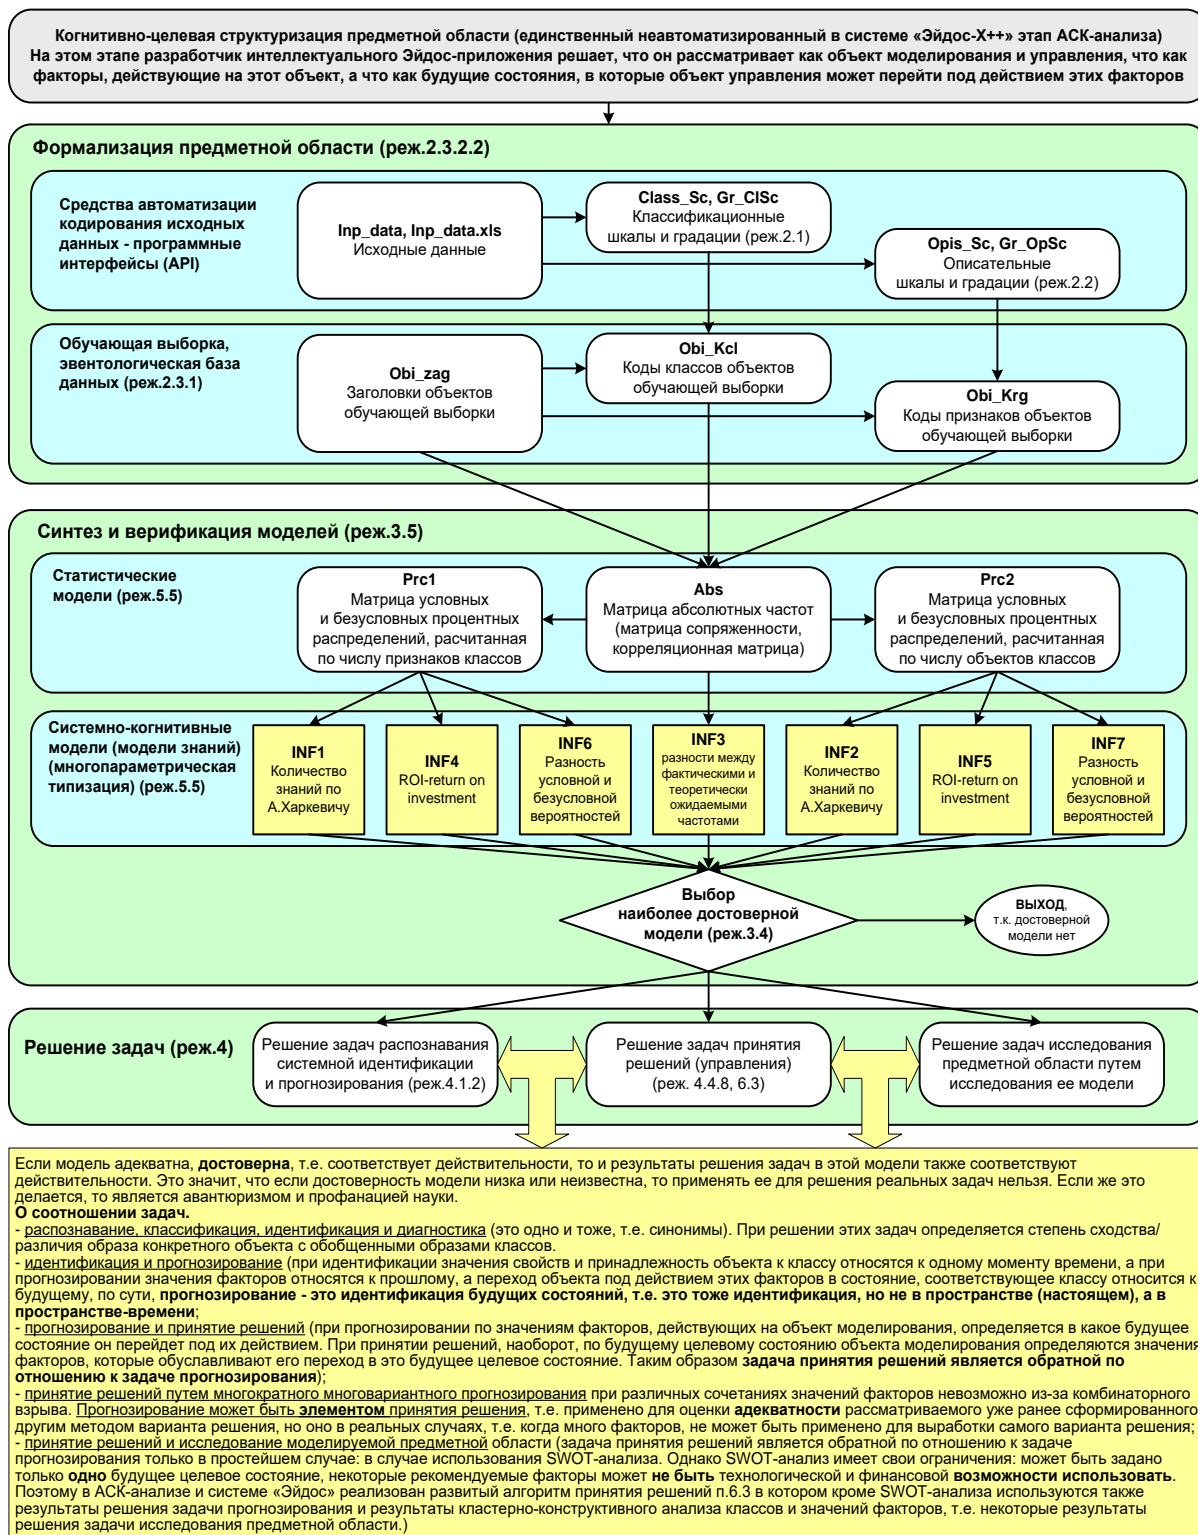 Когнитивно-целевая структуризация предметной области (единственный неавтоматизированный в системе «Эйдос-X++» этап АСК-анализа)
На этом этапе разработчик интеллектуального Эйдос-приложения решает, что он рассматривает как объект моделирования и управления, что как
факторы, действующие на этот объект, а что как будущие состояния, в которые объект управления может перейти под действием этих факторов
Формализация предметной области (реж.2.3.2.2)
Средства автоматизации
кодирования исходных
данных - программные
интерфейсы (API)
Inp_data, Inp_data.xls
Исходные данные
Class_Sc, Gr_ClSc
Классификационные
шкалы и градации (реж.2.1)
Opis_Sc, Gr_OpSc
Описательные
шкалы и градации (реж.2.2)
Обучающая выборка,
эвентологическая база
данных (реж.2.3.1)
Obi_zag
Заголовки объектов
обучающей выборки
Obi_Kcl
Коды классов объектов
обучающей выборки
Obi_Krg
Коды признаков объектов
обучающей выборки
Синтез и верификация моделей (реж.3.5)
Статистические
модели (реж.5.5)
Prc1
Матрица условных
и безусловных процентных
распределений, расчитанная
по числу признаков классов
Abs
Матрица абсолютных частот
(матрица сопряженности,
корреляционная матрица)
Prc2
Матрица условных
и безусловных процентных
распределений, расчитанная
по числу объектов классов
Системно-когнитивные
модели (модели знаний)
(многопараметрическая
типизация) (реж.5.5)
INF1
Количество
знаний по
А.Харкевичу
INF4
ROI-return on
investment
INF6
Разность
условной и
безусловной
вероятностей
INF3
разности между
фактическими и
теоретически
ожидаемыми
частотами
INF2
Количество
знаний по
А.Харкевичу
INF5
ROI-return on
investment
INF7
Разность
условной и
безусловной
вероятностей
Выбор
наиболее достоверной
модели (реж.3.4)
ВЫХОД,
т.к. достоверной
модели нет
Решение задач (реж.4)
Решение задач распознавания
системной идентификации
и прогнозирования (реж.4.1.2)
Решение задач принятия
решений (управления)
(реж. 4.4.8, 6.3)
Решение задач исследования
предметной области путем
исследования ее модели
Если модель адекватна, достоверна, т.е. соответствует действительности, то и результаты решения задач в этой модели также соответствуют
действительности. Это значит, что если достоверность модели низка или неизвестна, то применять ее для решения реальных задач нельзя. Если же это
делается, то является авантюризмом и профанацией науки.
О соотношении задач.
- распознавание, классификация, идентификация и диагностика (это одно и тоже, т.е. синонимы). При решении этих задач определяется степень сходства/
различия образа конкретного объекта с обобщенными образами классов.
- идентификация и прогнозирование (при идентификации значения свойств и принадлежность объекта к классу относятся к одному моменту времени, а при
прогнозировании значения факторов относятся к прошлому, а переход объекта под действием этих факторов в состояние, соответствующее классу относится к
будущему, по сути, прогнозирование - это идентификация будущих состояний, т.е. это тоже идентификация, но не в пространстве (настоящем), а в
пространстве-времени;
- прогнозирование и принятие решений (при прогнозировании по значениям факторов, действующих на объект моделирования, определяется в какое будущее
состояние он перейдет под их действием. При принятии решений, наоборот, по будущему целевому состоянию объекта моделирования определяются значения
факторов, которые обуславливают его переход в это будущее целевое состояние. Таким образом задача принятия решений является обратной по
отношению к задаче прогнозирования);
- принятие решений путем многократного многовариантного прогнозирования при различных сочетаниях значений факторов невозможно из-за комбинаторного
взрыва. Прогнозирование может быть элементом принятия решения, т.е. применено для оценки адекватности рассматриваемого уже ранее сформированного
другим методом варианта решения, но оно в реальных случаях, т.е. когда много факторов, не может быть применено для выработки самого варианта решения;
- принятие решений и исследование моделируемой предметной области (задача принятия решений является обратной по отношению к задаче
прогнозирования только в простейшем случае: в случае использования SWOT-анализа. Однако SWOT-анализ имеет свои ограничения: может быть задано
только одно будущее целевое состояние, некоторые рекомендуемые факторы может не быть технологической и финансовой возможности использовать.
Поэтому в АСК-анализе и системе «Эйдос» реализован развитый алгоритм принятия решений п.6.3 в котором кроме SWOT-анализа используются также
результаты решения задачи прогнозирования и результаты кластерно-конструктивного анализа классов и значений факторов, т.е. некоторые результаты
решения задачи исследования предметной области.)